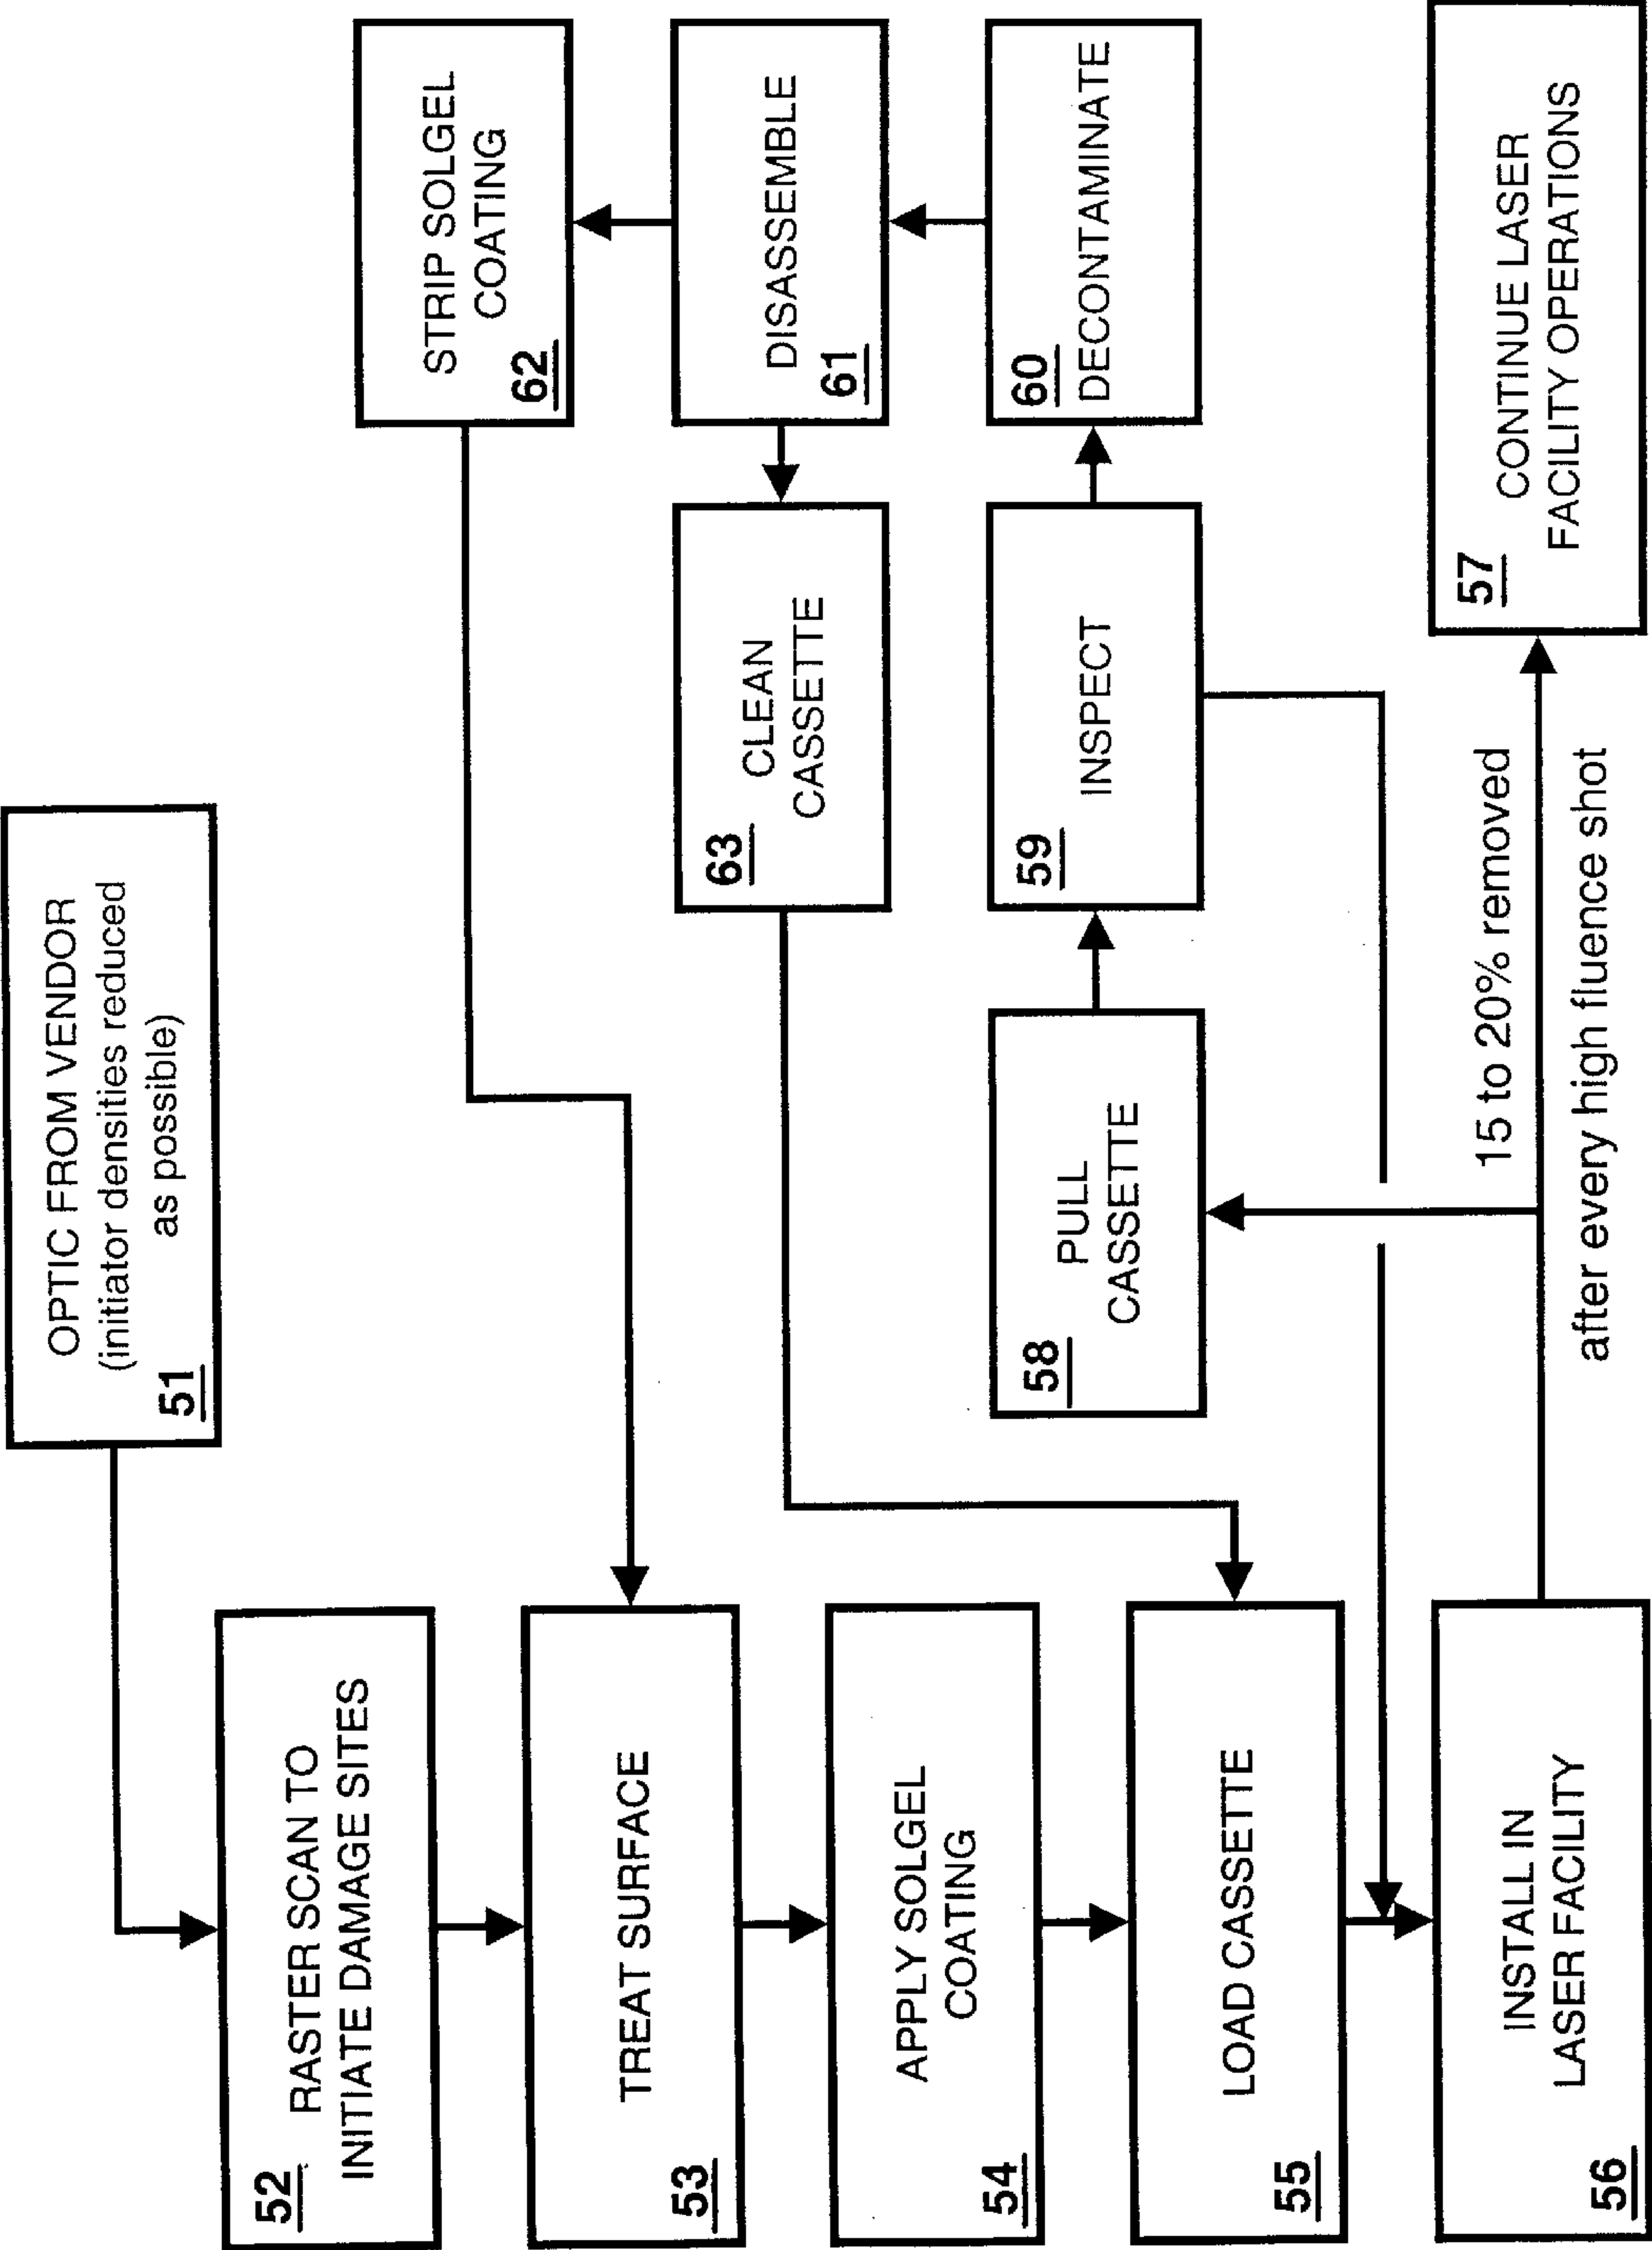 OPTIC FROM VENDOR
(initiator densities reduced
as possible)
51
52
RASTER SCAN TO
INITIATE DAMAGE SITES
53
TREAT SURFACE
54
APPLY SOLGEL
COATING
55
LOAD CASSETTE
56
INSTALL IN
LASER FACILITY
15 to 20% removed
after every high fluence shot
57
CONTINUE LASER
FACILITY OPERATIONS
58
PULL
CASSETTE
59
INSPECT
60
DECONTAMINATE
61
DISASSEMBLE
62
STRIP SOLGEL
COATING
63
CLEAN
CASSETTE